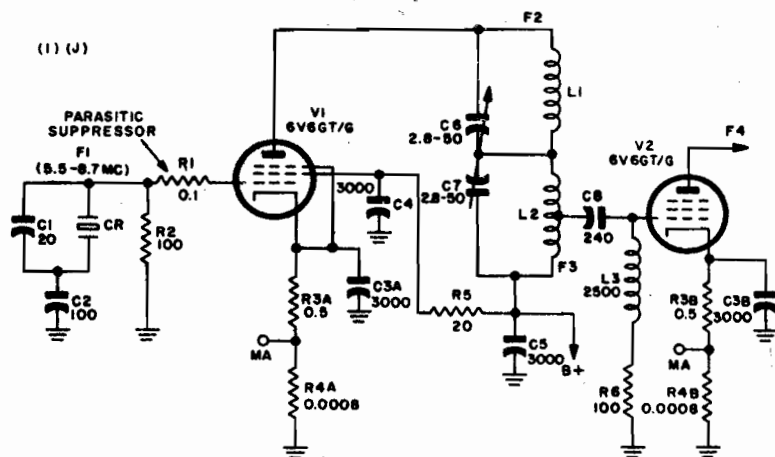 F2
(1) (J)
PARASITIC
SUPPRESSOR
F1
(5.5-8.7MC)
R1
0.1
V1
6V6GT/G
C1
20
CR
R2
100
C2
100
3000
C4
C3A
3000
R3A
0.5
MA
R4A
0.0008
R5
20
C6
2.8-50
C7
2.8-50
L1
L2
F3
C5
3000
B+
C8
240
V2
6V6GT/G
F4
L3
2500
R6
100
R3B
0.5
C3B
3000
MA
R4B
0.0008